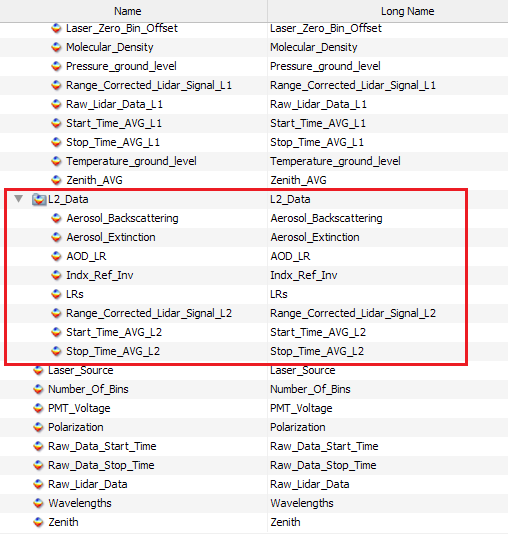 Name Long Name
Laser_Zero_Bin_Offset Laser_Zero_Bin_Offset
Molecular_Density Molecular_Density
Pressure_ground_level Pressure_ground_level
Range_Corrected_Lidar_Signal_L1 Range_Corrected_Lidar_Signal_L1
Raw_Lidar_Data_L1 Raw_Lidar_Data_L1
Start_Time_AVG_L1 Start_Time_AVG_L1
Stop_Time_AVG_L1 Stop_Time_AVG_L1
Temperature_ground_level Temperature_ground_level
Zenith_AVG Zenith_AVG
L2_Data L2_Data
Aerosol_Backscattering Aerosol_Backscattering
Aerosol_Extinction Aerosol_Extinction
AOD_LR AOD_LR
Indx_Ref_Inv Indx_Ref_Inv
LRs LRs
Range_Corrected_Lidar_Signal_L2 Range_Corrected_Lidar_Signal_L2
Start_Time_AVG_L2 Start_Time_AVG_L2
Stop_Time_AVG_L2 Stop_Time_AVG_L2
Laser_Source Laser_Source
Number_Of_Bins Number_Of_Bins
PMT_Voltage PMT_Voltage
Polarization Polarization
Raw_Data_Start_Time Raw_Data_Start_Time
Raw_Data_Stop_Time Raw_Data_Stop_Time
Raw_Lidar_Data Raw_Lidar_Data
Wavelengths Wavelengths
Zenith Zenith